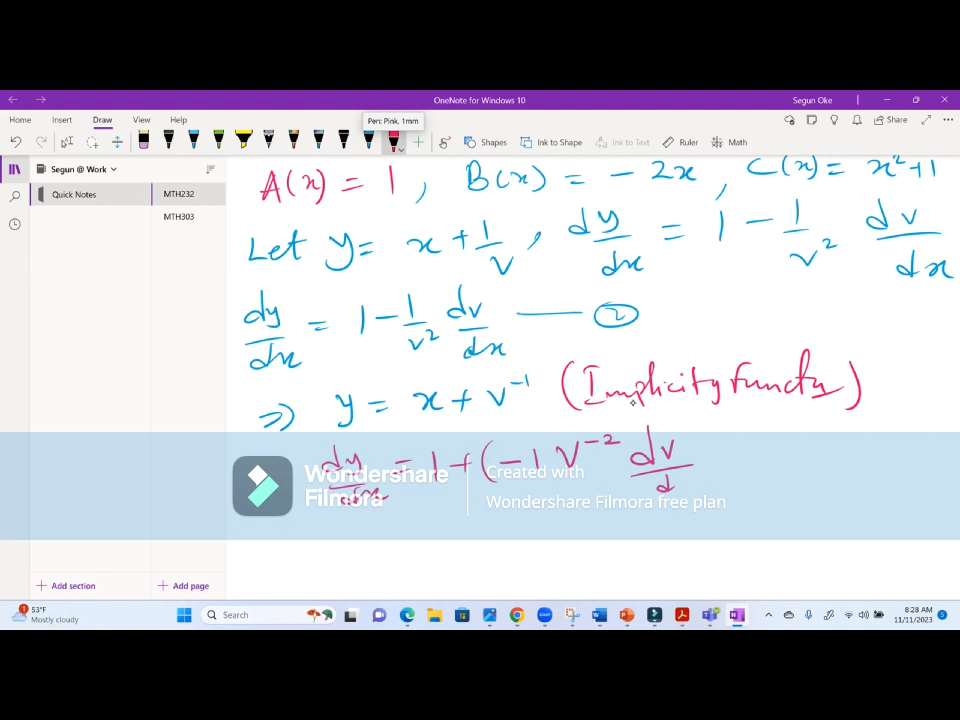 OneNote for Windows 10
Segun Oke
Home Insert Draw View Help
Pen: Pink, 1mm
Share
Shapes Ink to Shape Ink to Text Ruler Math
Segun @ Work
Quick Notes
MTH232
MTH303
A(x) = 1 , B(x) = - 2x , C(x) = x²+1
Let y = x + 1/v , dy/dx = 1 - 1/v² dv/dx
dy/dx = 1 - 1/v² dv/dx —— ②
=> y = x + v⁻¹ (Implicity functn)
dy/dx = 1 + (-1 v⁻² dv/d
Wondershare Filmora
Created with
Wondershare Filmora free plan
+ Add section + Add page
1
53°F
Mostly cloudy
Search
8:28 AM
11/11/2023
5